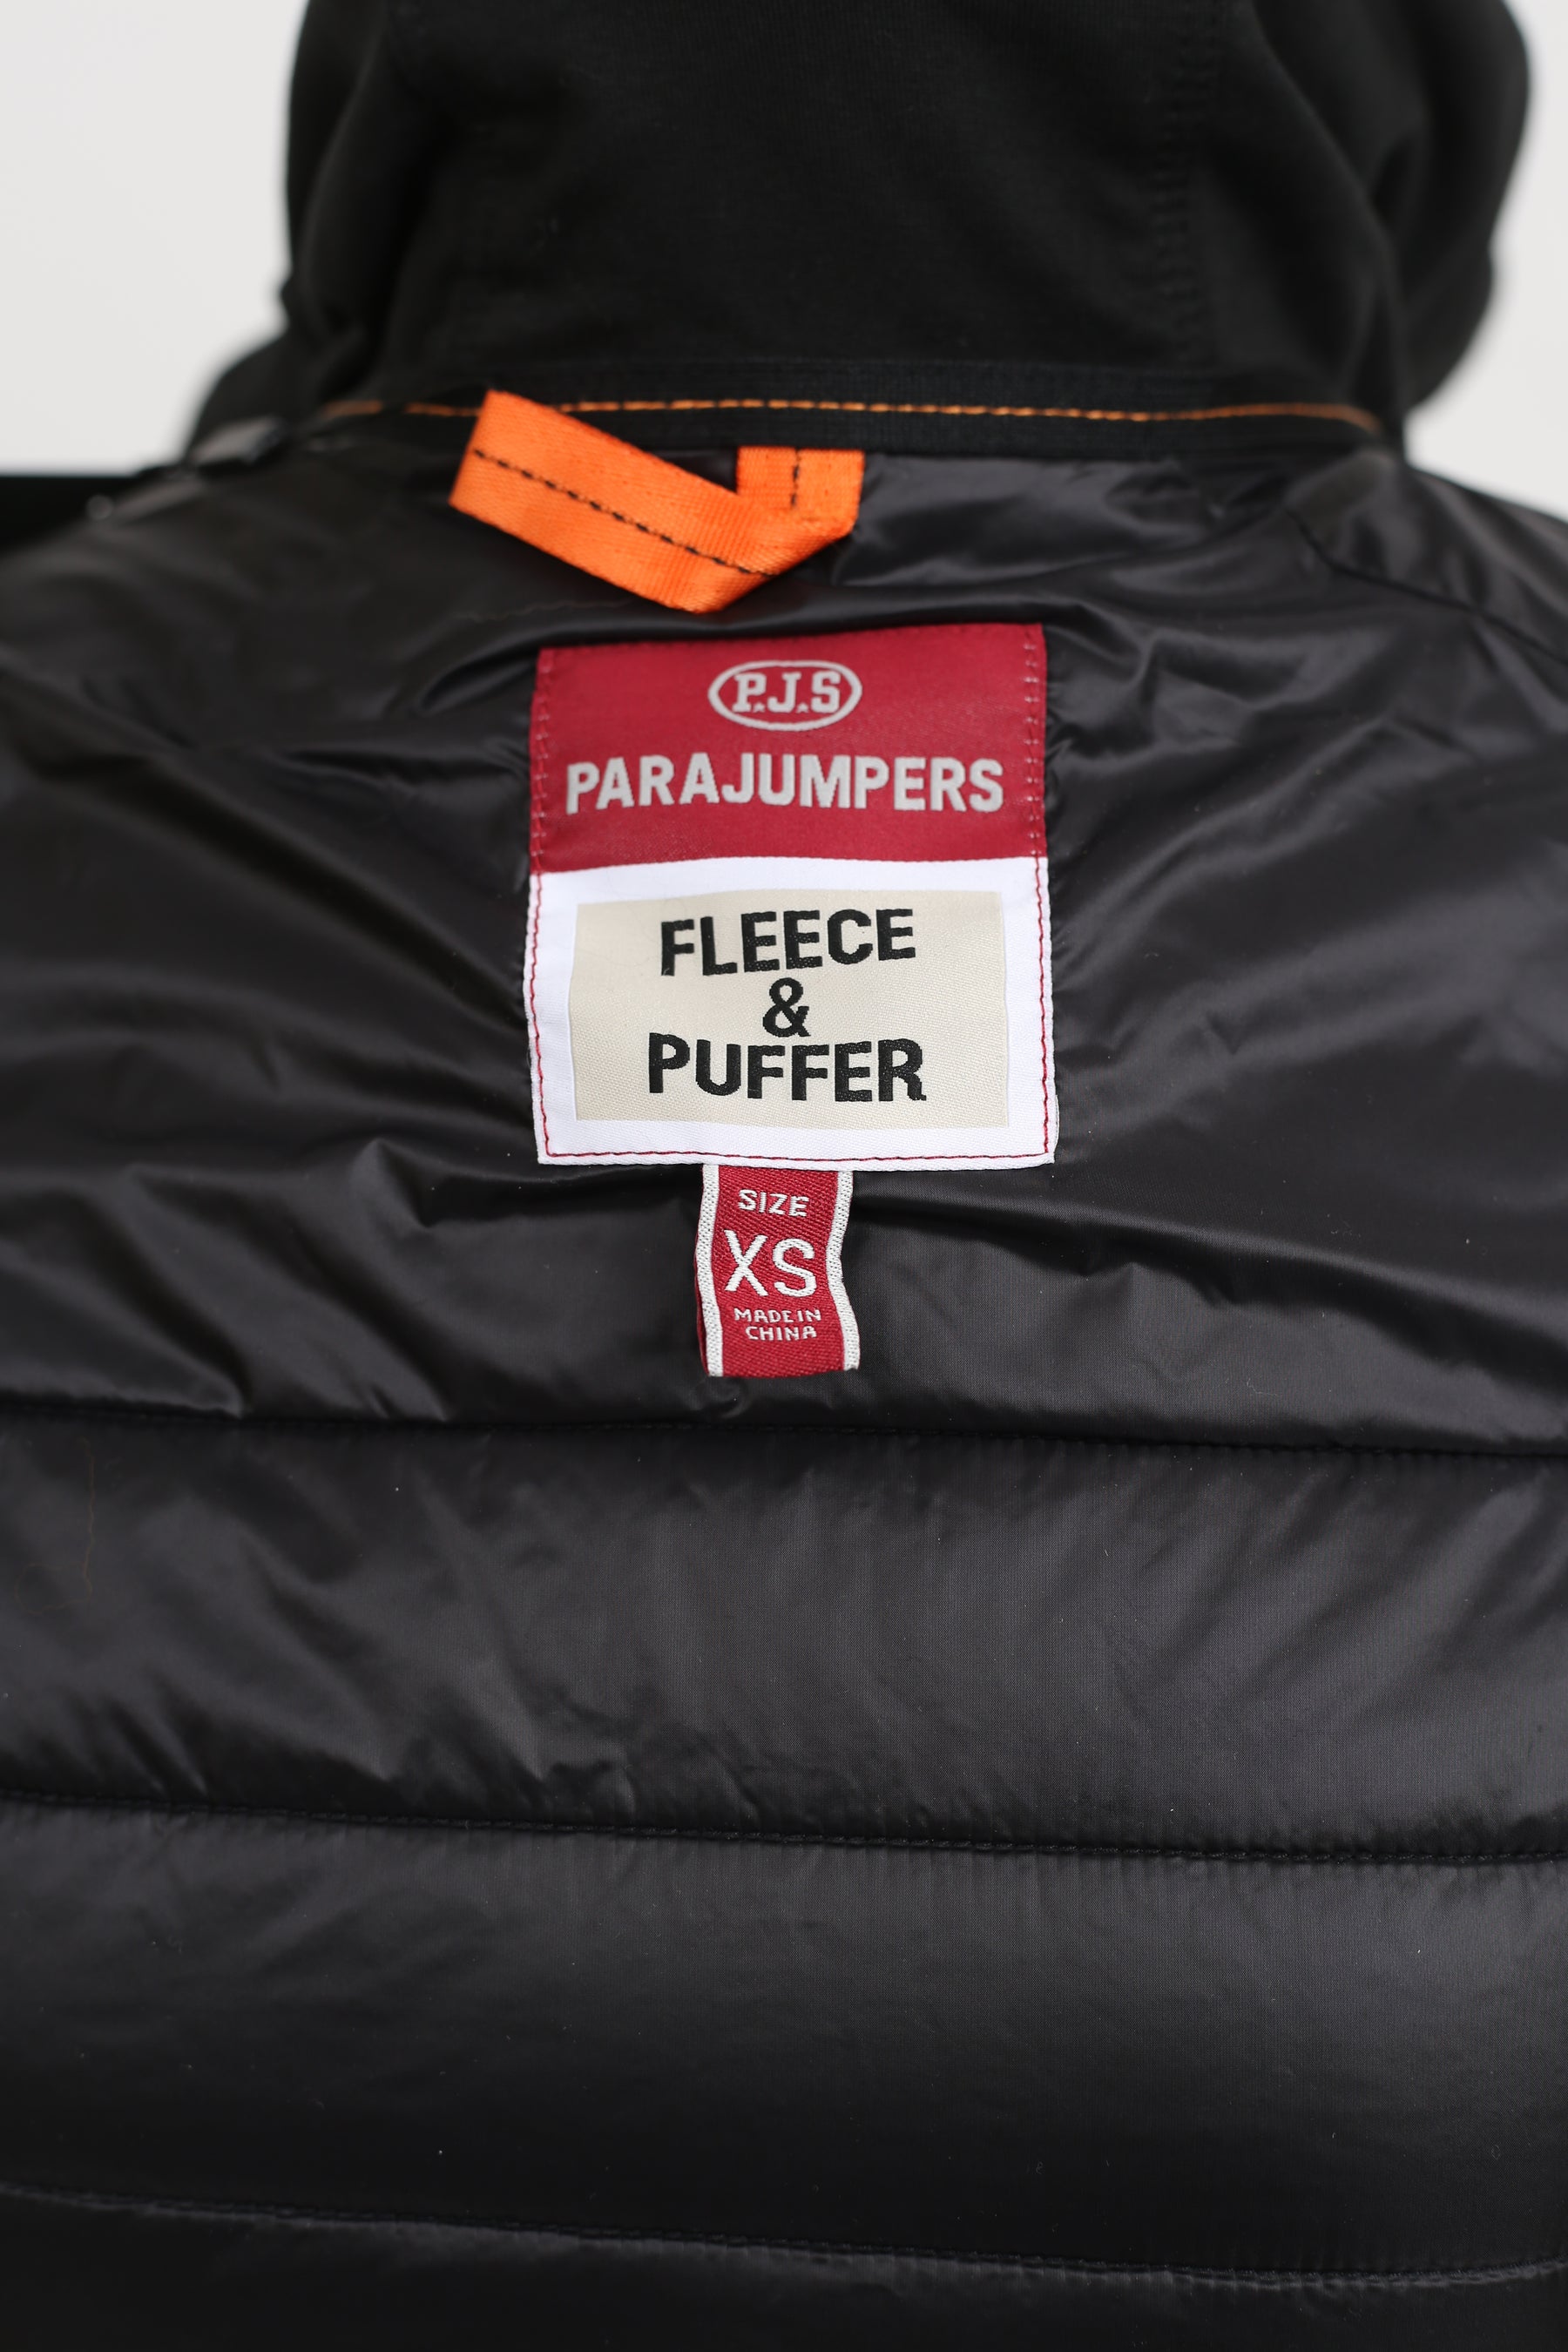 P.J.S
PARAJUMPERS
FLEECE
&
PUFFER
SIZE
XS
MADE IN
CHINA